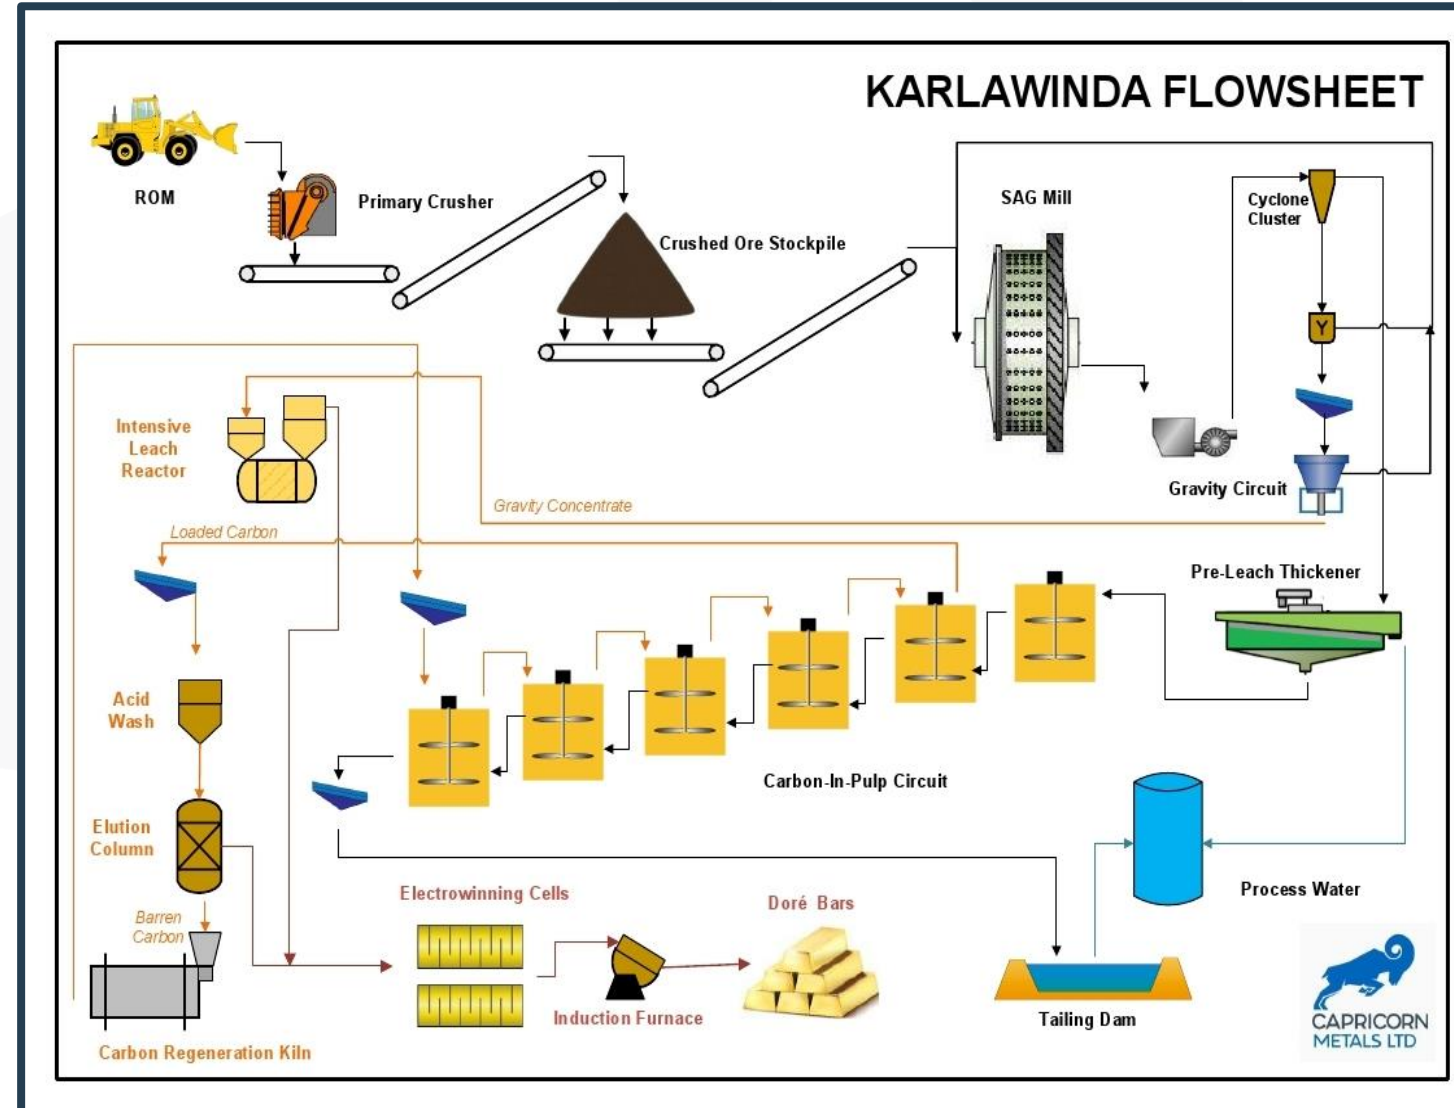 KARLAWINDA FLOWSHEET
ROM
Primary Crusher
Crushed Ore Stockpile
SAG Mill
Cyclone
Cluster
Y
Intensive
Leach
Reactor
Gravity Circuit
Gravity Concentrate
Loaded Carbon
Pre-Leach Thickener
Acid
Wash
Carbon-In-Pulp Circuit
Elution
Column
Electrowinning Cells
Doré Bars
Process Water
Barren
Carbon
Induction Furnace
Tailing Dam
Carbon Regeneration Kiln
CAPRICORN
METALS LTD